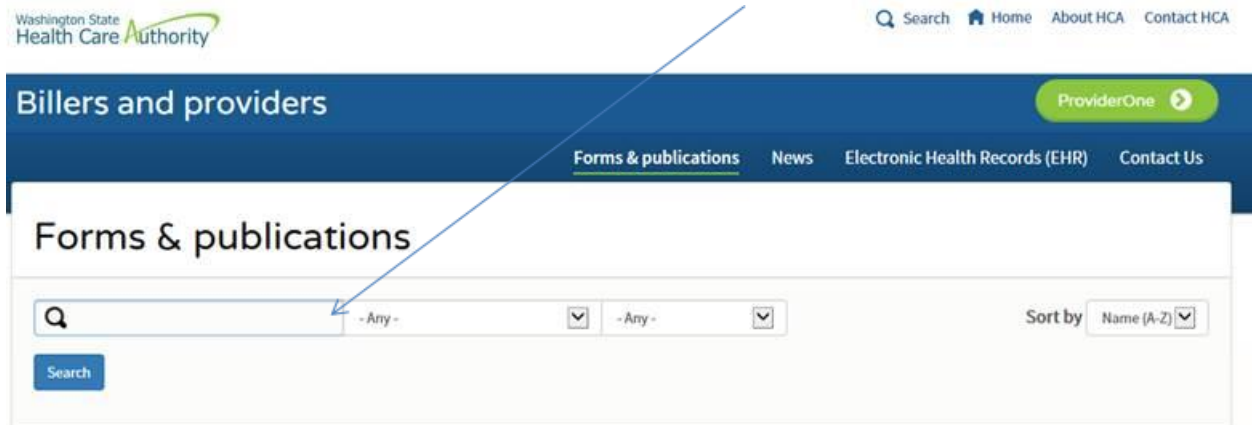 Washington State
Health Care Authority
Search Home About HCA Contact HCA
Billers and providers
ProviderOne
Forms & publications News Electronic Health Records (EHR) Contact Us
Forms & publications
- Any - - Any - Sort by Name (A-Z)
Search